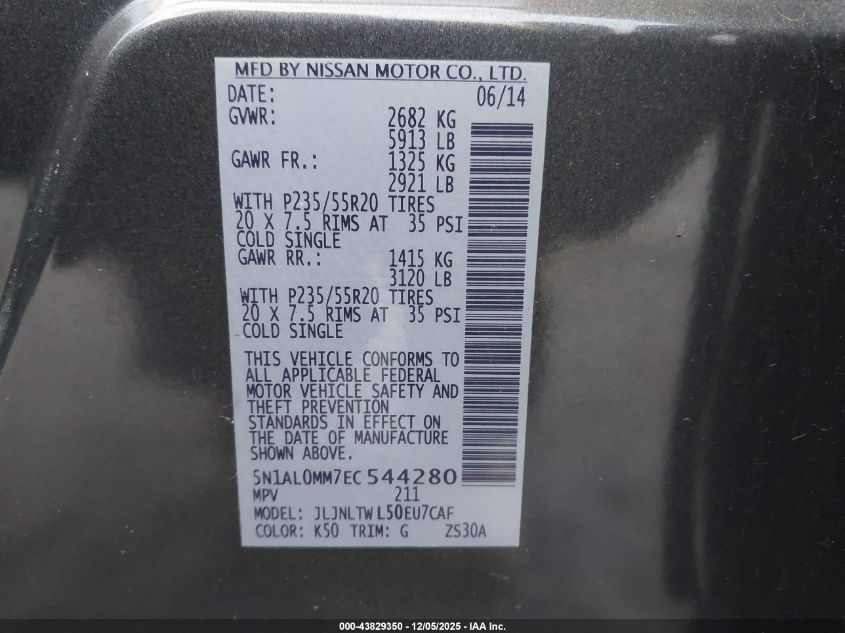 MFD BY NISSAN MOTOR CO., LTD.
DATE: 06/14
GVWR: 2682 KG
5913 LB
GAWR FR.: 1325 KG
2921 LB
WITH P235/55R20 TIRES
20 X 7.5 RIMS AT 35 PSI
COLD SINGLE
GAWR RR.: 1415 KG
3120 LB
WITH P235/55R20 TIRES
20 X 7.5 RIMS AT 35 PSI
COLD SINGLE
THIS VEHICLE CONFORMS TO
ALL APPLICABLE FEDERAL
MOTOR VEHICLE SAFETY AND
THEFT PREVENTION
STANDARDS IN EFFECT ON
THE DATE OF MANUFACTURE
SHOWN ABOVE.
5N1AL0MM7EC544280
MPV 211
MODEL: JLJNLTWL50EU7CAF
COLOR: K50 TRIM: G ZS30A
000-43829350 - 12/05/2025 - IAA Inc.